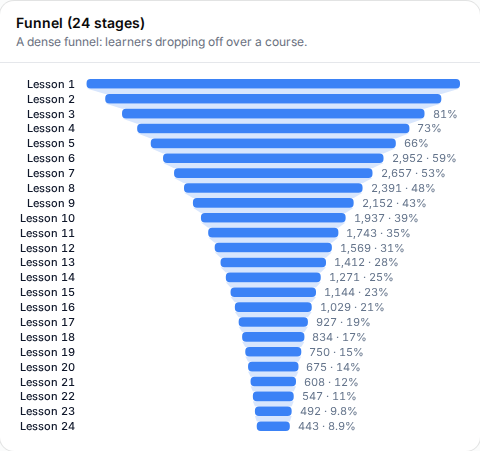 Funnel (24 stages)
A dense funnel: learners dropping off over a course.
Lesson 1
Lesson 2
Lesson 3 81%
Lesson 4 73%
Lesson 5 66%
Lesson 6 2,952 · 59%
Lesson 7 2,657 · 53%
Lesson 8 2,391 · 48%
Lesson 9 2,152 · 43%
Lesson 10 1,937 · 39%
Lesson 11 1,743 · 35%
Lesson 12 1,569 · 31%
Lesson 13 1,412 · 28%
Lesson 14 1,271 · 25%
Lesson 15 1,144 · 23%
Lesson 16 1,029 · 21%
Lesson 17 927 · 19%
Lesson 18 834 · 17%
Lesson 19 750 · 15%
Lesson 20 675 · 14%
Lesson 21 608 · 12%
Lesson 22 547 · 11%
Lesson 23 492 · 9.8%
Lesson 24 443 · 8.9%